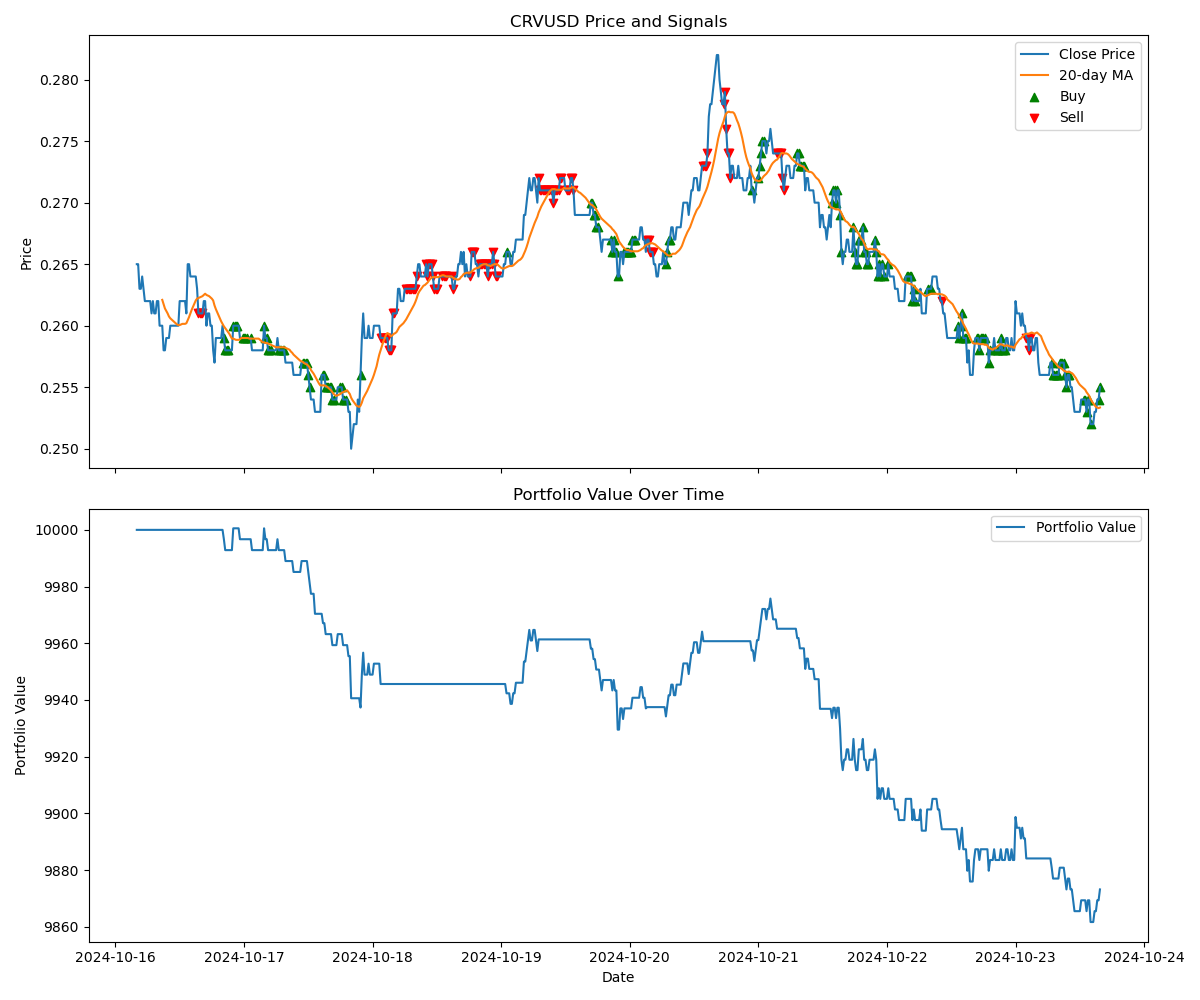 CRVUSD Price and Signals
Close Price
20-day MA
Buy
Sell
0.280
0.275
0.270
0.265
0.260
0.255
0.250
Price
Portfolio Value Over Time
Portfolio Value
10000
9980
9960
9940
9920
9900
9880
9860
Portfolio Value
2024-10-16 2024-10-17 2024-10-18 2024-10-19 2024-10-20 2024-10-21 2024-10-22 2024-10-23 2024-10-24
Date